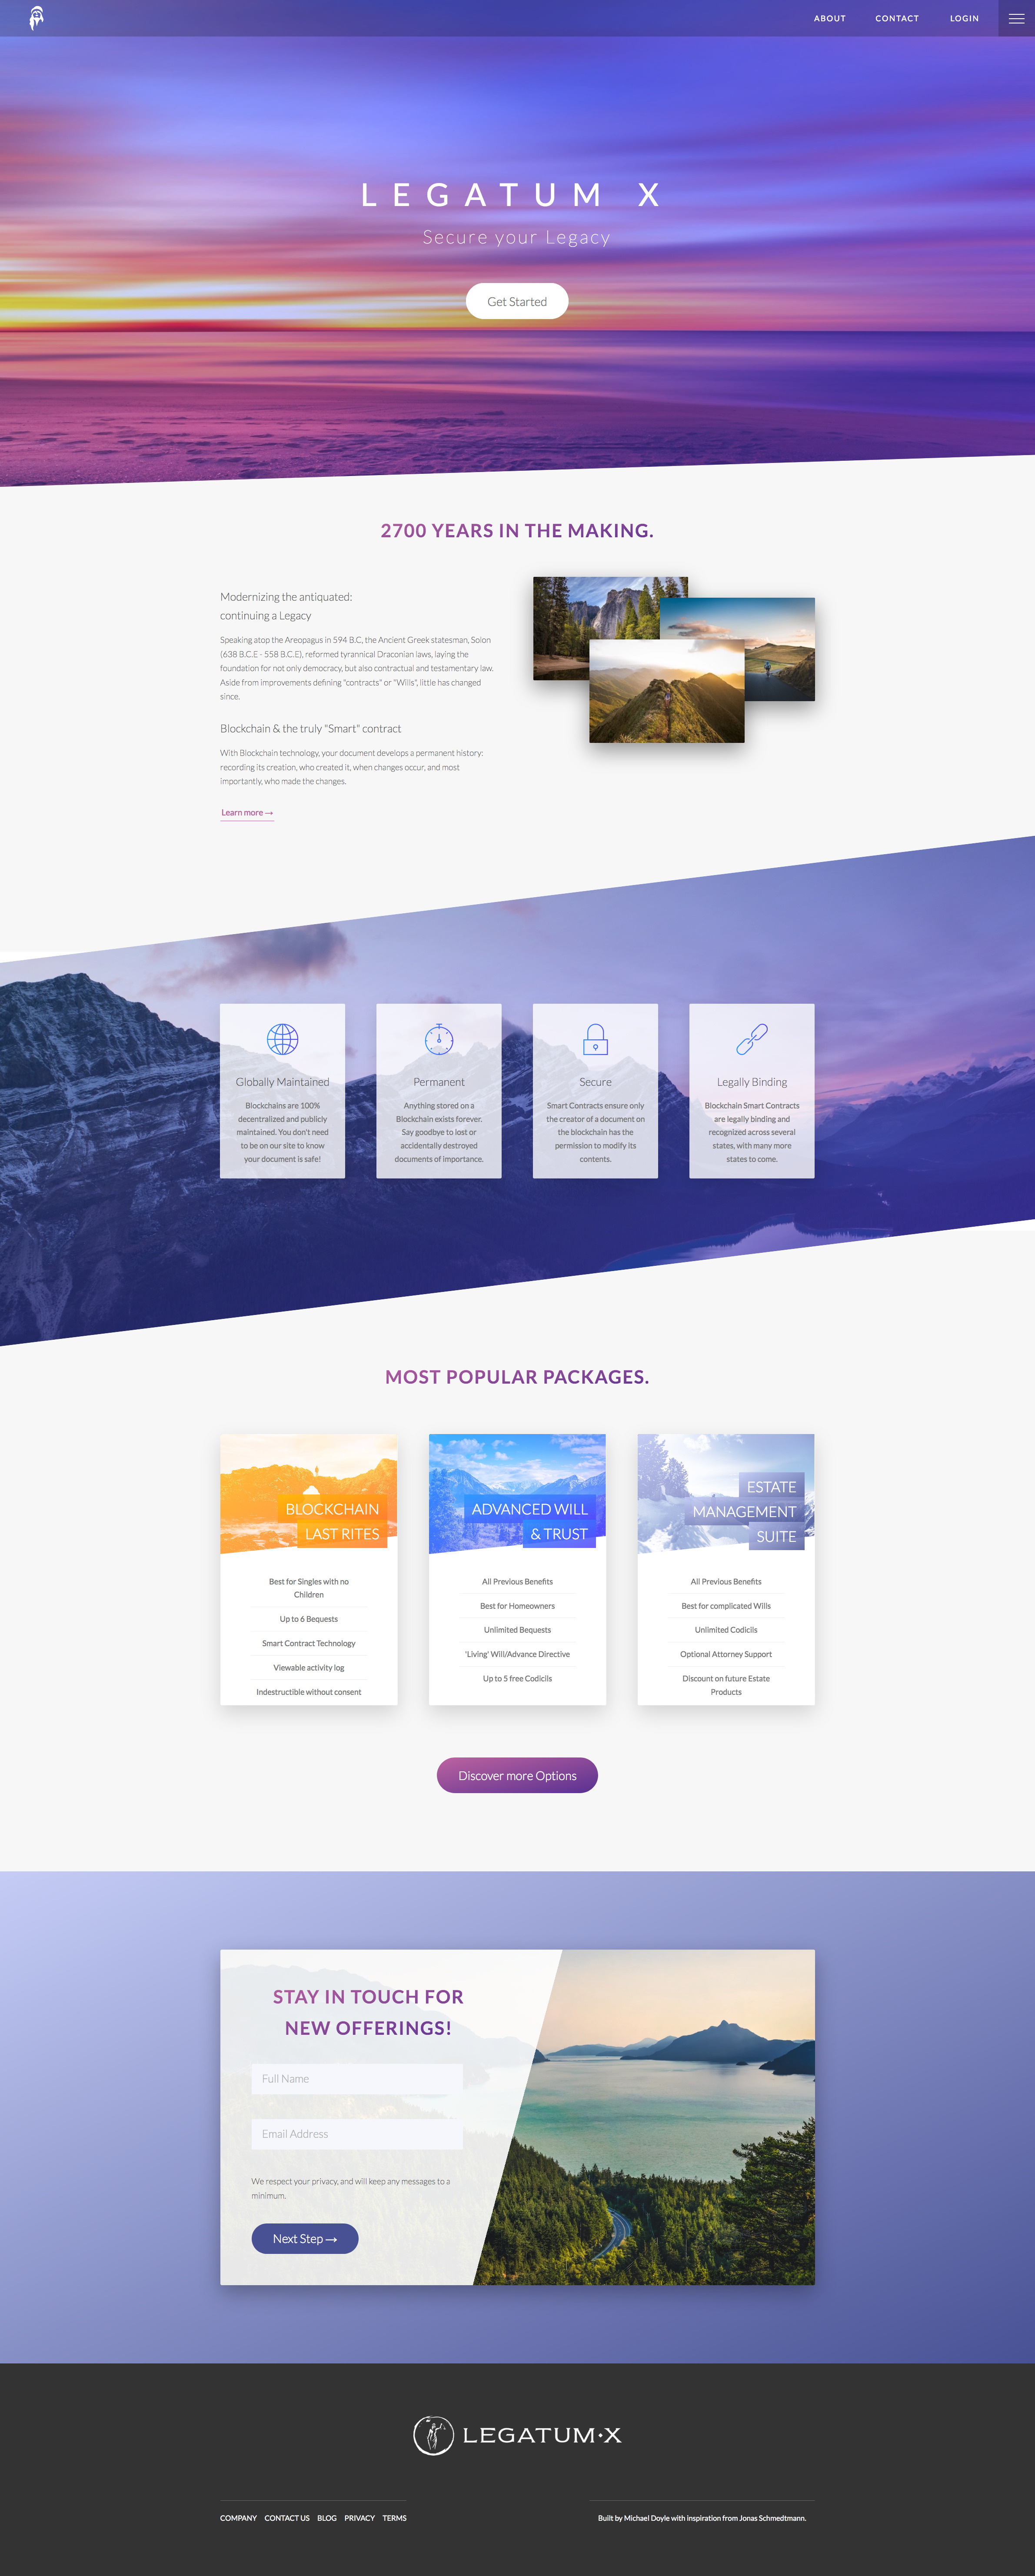 ABOUT CONTACT LOGIN
LEGATUM X
Secure your Legacy
Get Started
2700 YEARS IN THE MAKING.
Modernizing the antiquated:
continuing a Legacy
Speaking atop the Areopagus in 594 B.C, the Ancient Greek statesman, Solon
(638 B.C.E - 558 B.C.E), reformed tyrannical Draconian laws, laying the
foundation for not only democracy, but also contractual and testamentary law.
Aside from improvements defining "contracts" or "Wills", little has changed
since.
Blockchain & the truly "Smart" contract
With Blockchain technology, your document develops a permanent history:
recording its creation, who created it, when changes occur, and most
importantly, who made the changes.
Learn more →
Globally Maintained
Blockchains are 100%
decentralized and publicly
maintained. You don't need
to be on our site to know
your document is safe!
Permanent
Anything stored on a
Blockchain exists forever.
Say goodbye to lost or
accidentally destroyed
documents of importance.
Secure
Smart Contracts ensure only
the creator of a document on
the blockchain has the
permission to modify its
contents.
Legally Binding
Blockchain Smart Contracts
are legally binding and
recognized across several
states, with many more
states to come.
MOST POPULAR PACKAGES.
BLOCKCHAIN
LAST RITES
Best for Singles with no
Children
Up to 6 Bequests
Smart Contract Technology
Viewable activity log
Indestructible without consent
ADVANCED WILL
& TRUST
All Previous Benefits
Best for Homeowners
Unlimited Bequests
'Living' Will/Advance Directive
Up to 5 free Codicils
ESTATE
MANAGEMENT
SUITE
All Previous Benefits
Best for complicated Wills
Unlimited Codicils
Optional Attorney Support
Discount on future Estate
Products
Discover more Options
STAY IN TOUCH FOR
NEW OFFERINGS!
Full Name
Email Address
We respect your privacy, and will keep any messages to a
minimum.
Next Step →
LEGATUM·X
COMPANY CONTACT US BLOG PRIVACY TERMS
Built by Michael Doyle with inspiration from Jonas Schmedtmann.